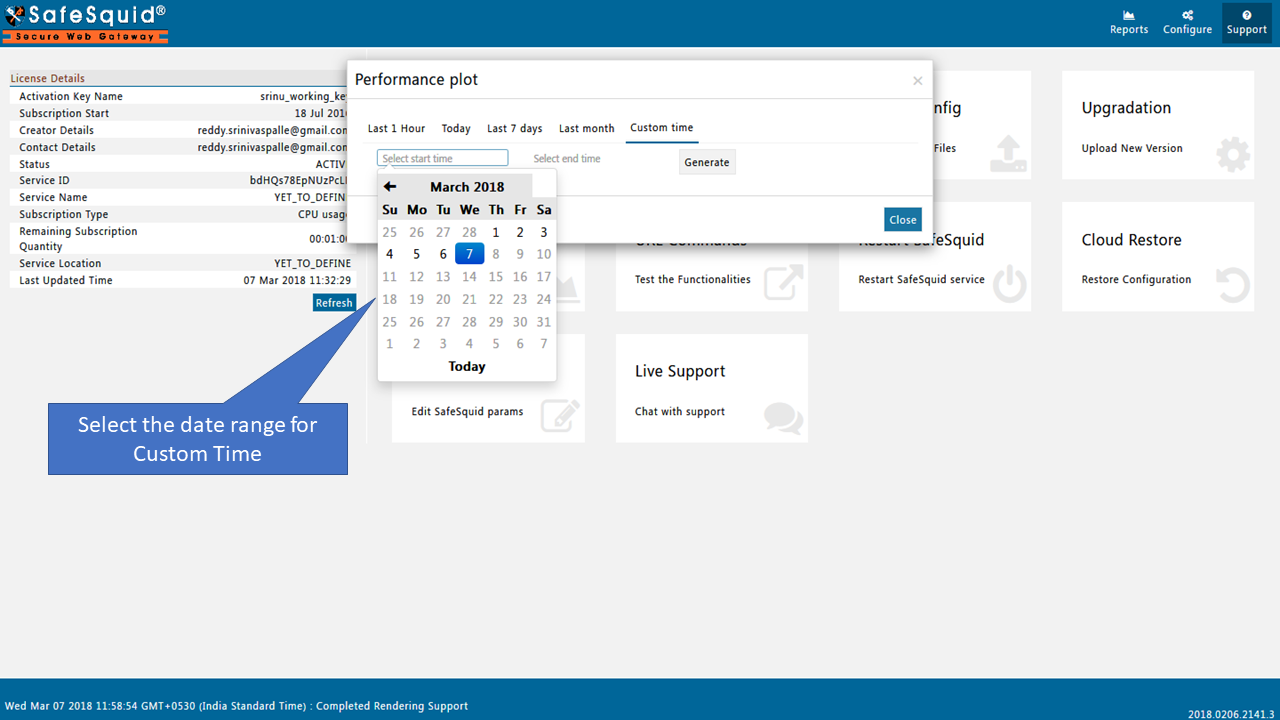 SafeSquid®
Secure Web Gateway
Reports Configure Support
License Details
Activation Key Name srinu_working_ke
Subscription Start 18 Jul 201
Creator Details reddy.srinivaspalle@gmail.con
Contact Details reddy.srinivaspalle@gmail.con
Status ACTIV
Service ID bdHQs78EpNUzPcL
Service Name YET_TO_DEFIN
Subscription Type CPU usag
Remaining Subscription
Quantity 00:01:0
Service Location YET_TO_DEFINE
Last Updated Time 07 Mar 2018 11:32:29
Refresh
Performance plot ×
Last 1 Hour Today Last 7 days Last month Custom time
Select start time Select end time Generate
March 2018
Su Mo Tu We Th Fr Sa
25 26 27 28 1 2 3
4 5 6 7 8 9 10
11 12 13 14 15 16 17
18 19 20 21 22 23 24
25 26 27 28 29 30 31
1 2 3 4 5 6 7
Today
Close
nfig
Files
Upgradation
Upload New Version
URL Commands
Test the Functionalities
Restart SafeSquid
Restart SafeSquid service
Cloud Restore
Restore Configuration
Edit SafeSquid params
Live Support
Chat with support
Select the date range for
Custom Time
Wed Mar 07 2018 11:58:54 GMT+0530 (India Standard Time) : Completed Rendering Support
2018.0206.2141.3